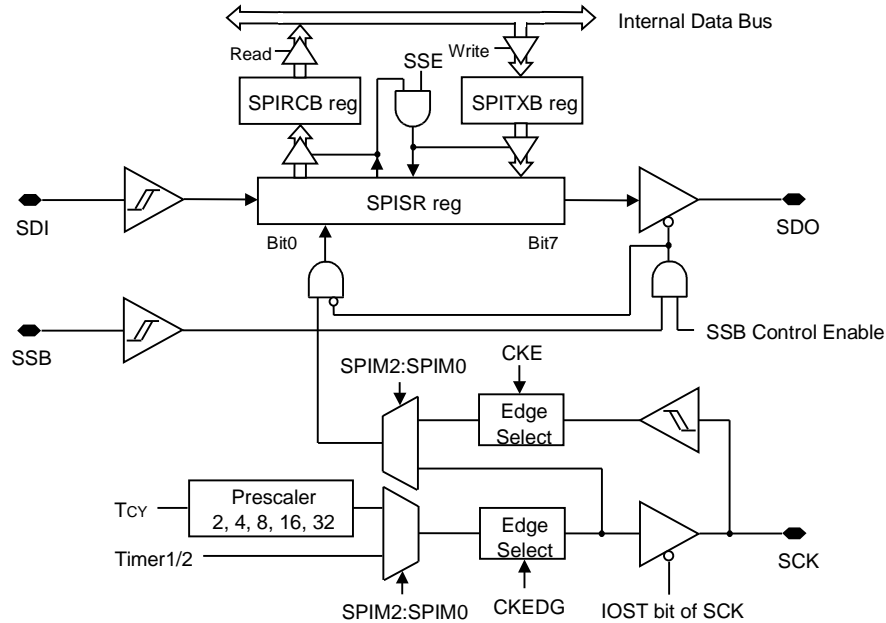 Internal Data Bus
Read
Write
SSE
SPIRCB reg
SPITXB reg
SPISR reg
SDI
SDO
Bit0
Bit7
SSB
SSB Control Enable
SPIM2:SPIM0
CKE
Edge
Select
TCY
Prescaler
2, 4, 8, 16, 32
Edge
Select
Timer1/2
SCK
SPIM2:SPIM0
CKEDG
IOST bit of SCK